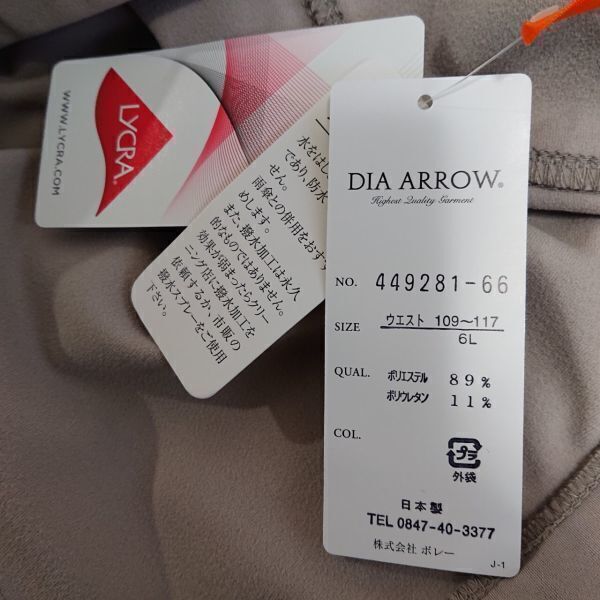 LYCRA®
WWW.LYCRA.COM
水をはじ
であり、防水
せん。
雨傘との併用をおすす
めします。
また、撥水加工は永久
的なものではありません。
効果が弱まったらクリー
ニング店に撥水加工を
依頼するか、市販の
撥水スプレーをご使用
下さい。
DIA ARROW®
Highest Quality Garment
NO. 449281-66
SIZE ウエスト 109～117
6L
QUAL. ポリエステル 89%
ポリウレタン 11%
COL.
プラ
外袋
日本製
TEL 0847-40-3377
株式会社 ボレー
J-1